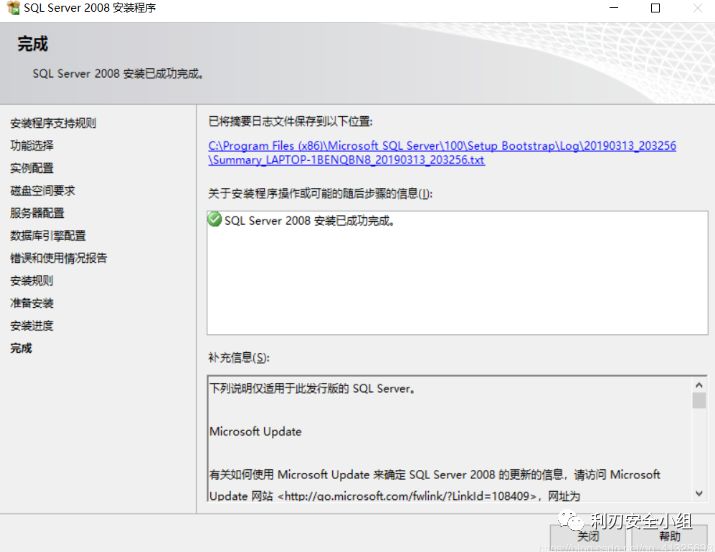 SQL Server 2008 安装程序
完成
SQL Server 2008 安装已成功完成。
安装程序支持规则
功能选择
实例配置
磁盘空间要求
服务器配置
数据库引擎配置
错误和使用情况报告
安装规则
准备安装
安装进度
完成
已将摘要日志文件保存到以下位置:
C:\Program Files (x86)\Microsoft SQL Server\100\Setup Bootstrap\Log\20190313_203256
\Summary_LAPTOP-1BENQBN8_20190313_203256.txt
关于安装程序操作或可能的随后步骤的信息(I):
SQL Server 2008 安装已成功完成。
补充信息(S):
下列说明仅适用于此发行版的 SQL Server。
Microsoft Update
有关如何使用 Microsoft Update 来确定 SQL Server 2008 的更新的信息，请访问 Microsoft
Update 网站 <http://go.microsoft.com/fwlink/?LinkId=108409>，网址为
利刃安全小组
关闭
帮助